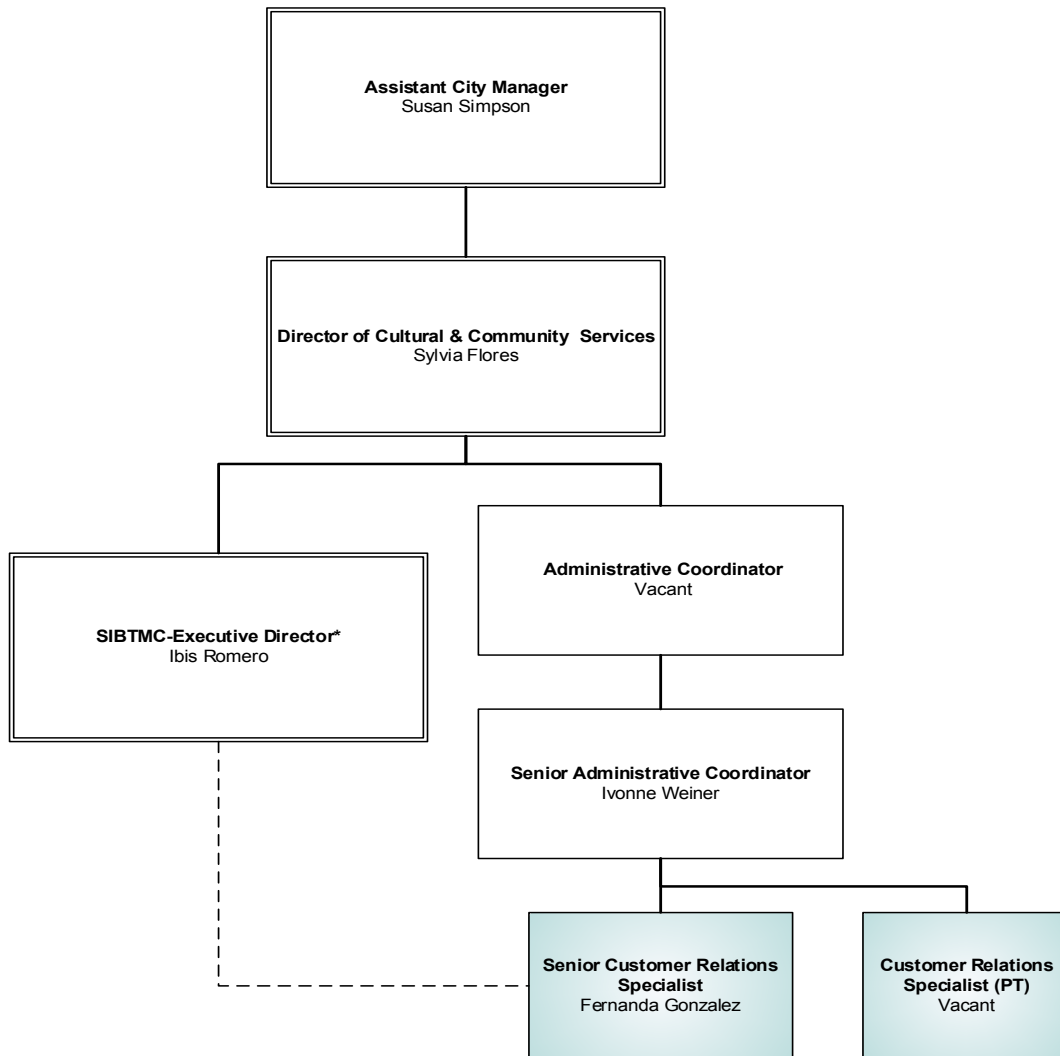 Assistant City Manager
Susan Simpson
Director of Cultural & Community  Services
Sylvia Flores
SIBTMC-Executive Director*
Ibis Romero
Administrative Coordinator
Vacant
Senior Administrative Coordinator
Ivonne Weiner
Senior Customer Relations
Specialist
Fernanda Gonzalez
Customer Relations
Specialist (PT)
Vacant